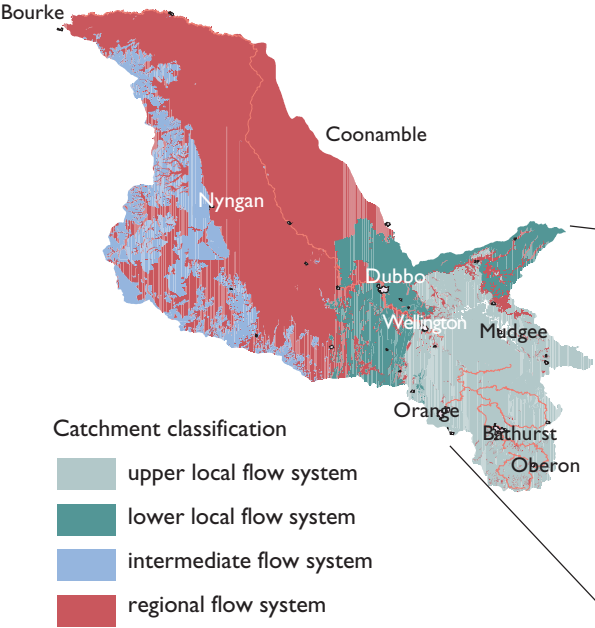 Bourke
Coonamble
Nyngan
Dubbo
Wellington
Mudgee
Orange
Bathurst
Oberon
Catchment classification
upper local flow system
lower local flow system
intermediate flow system
regional flow system